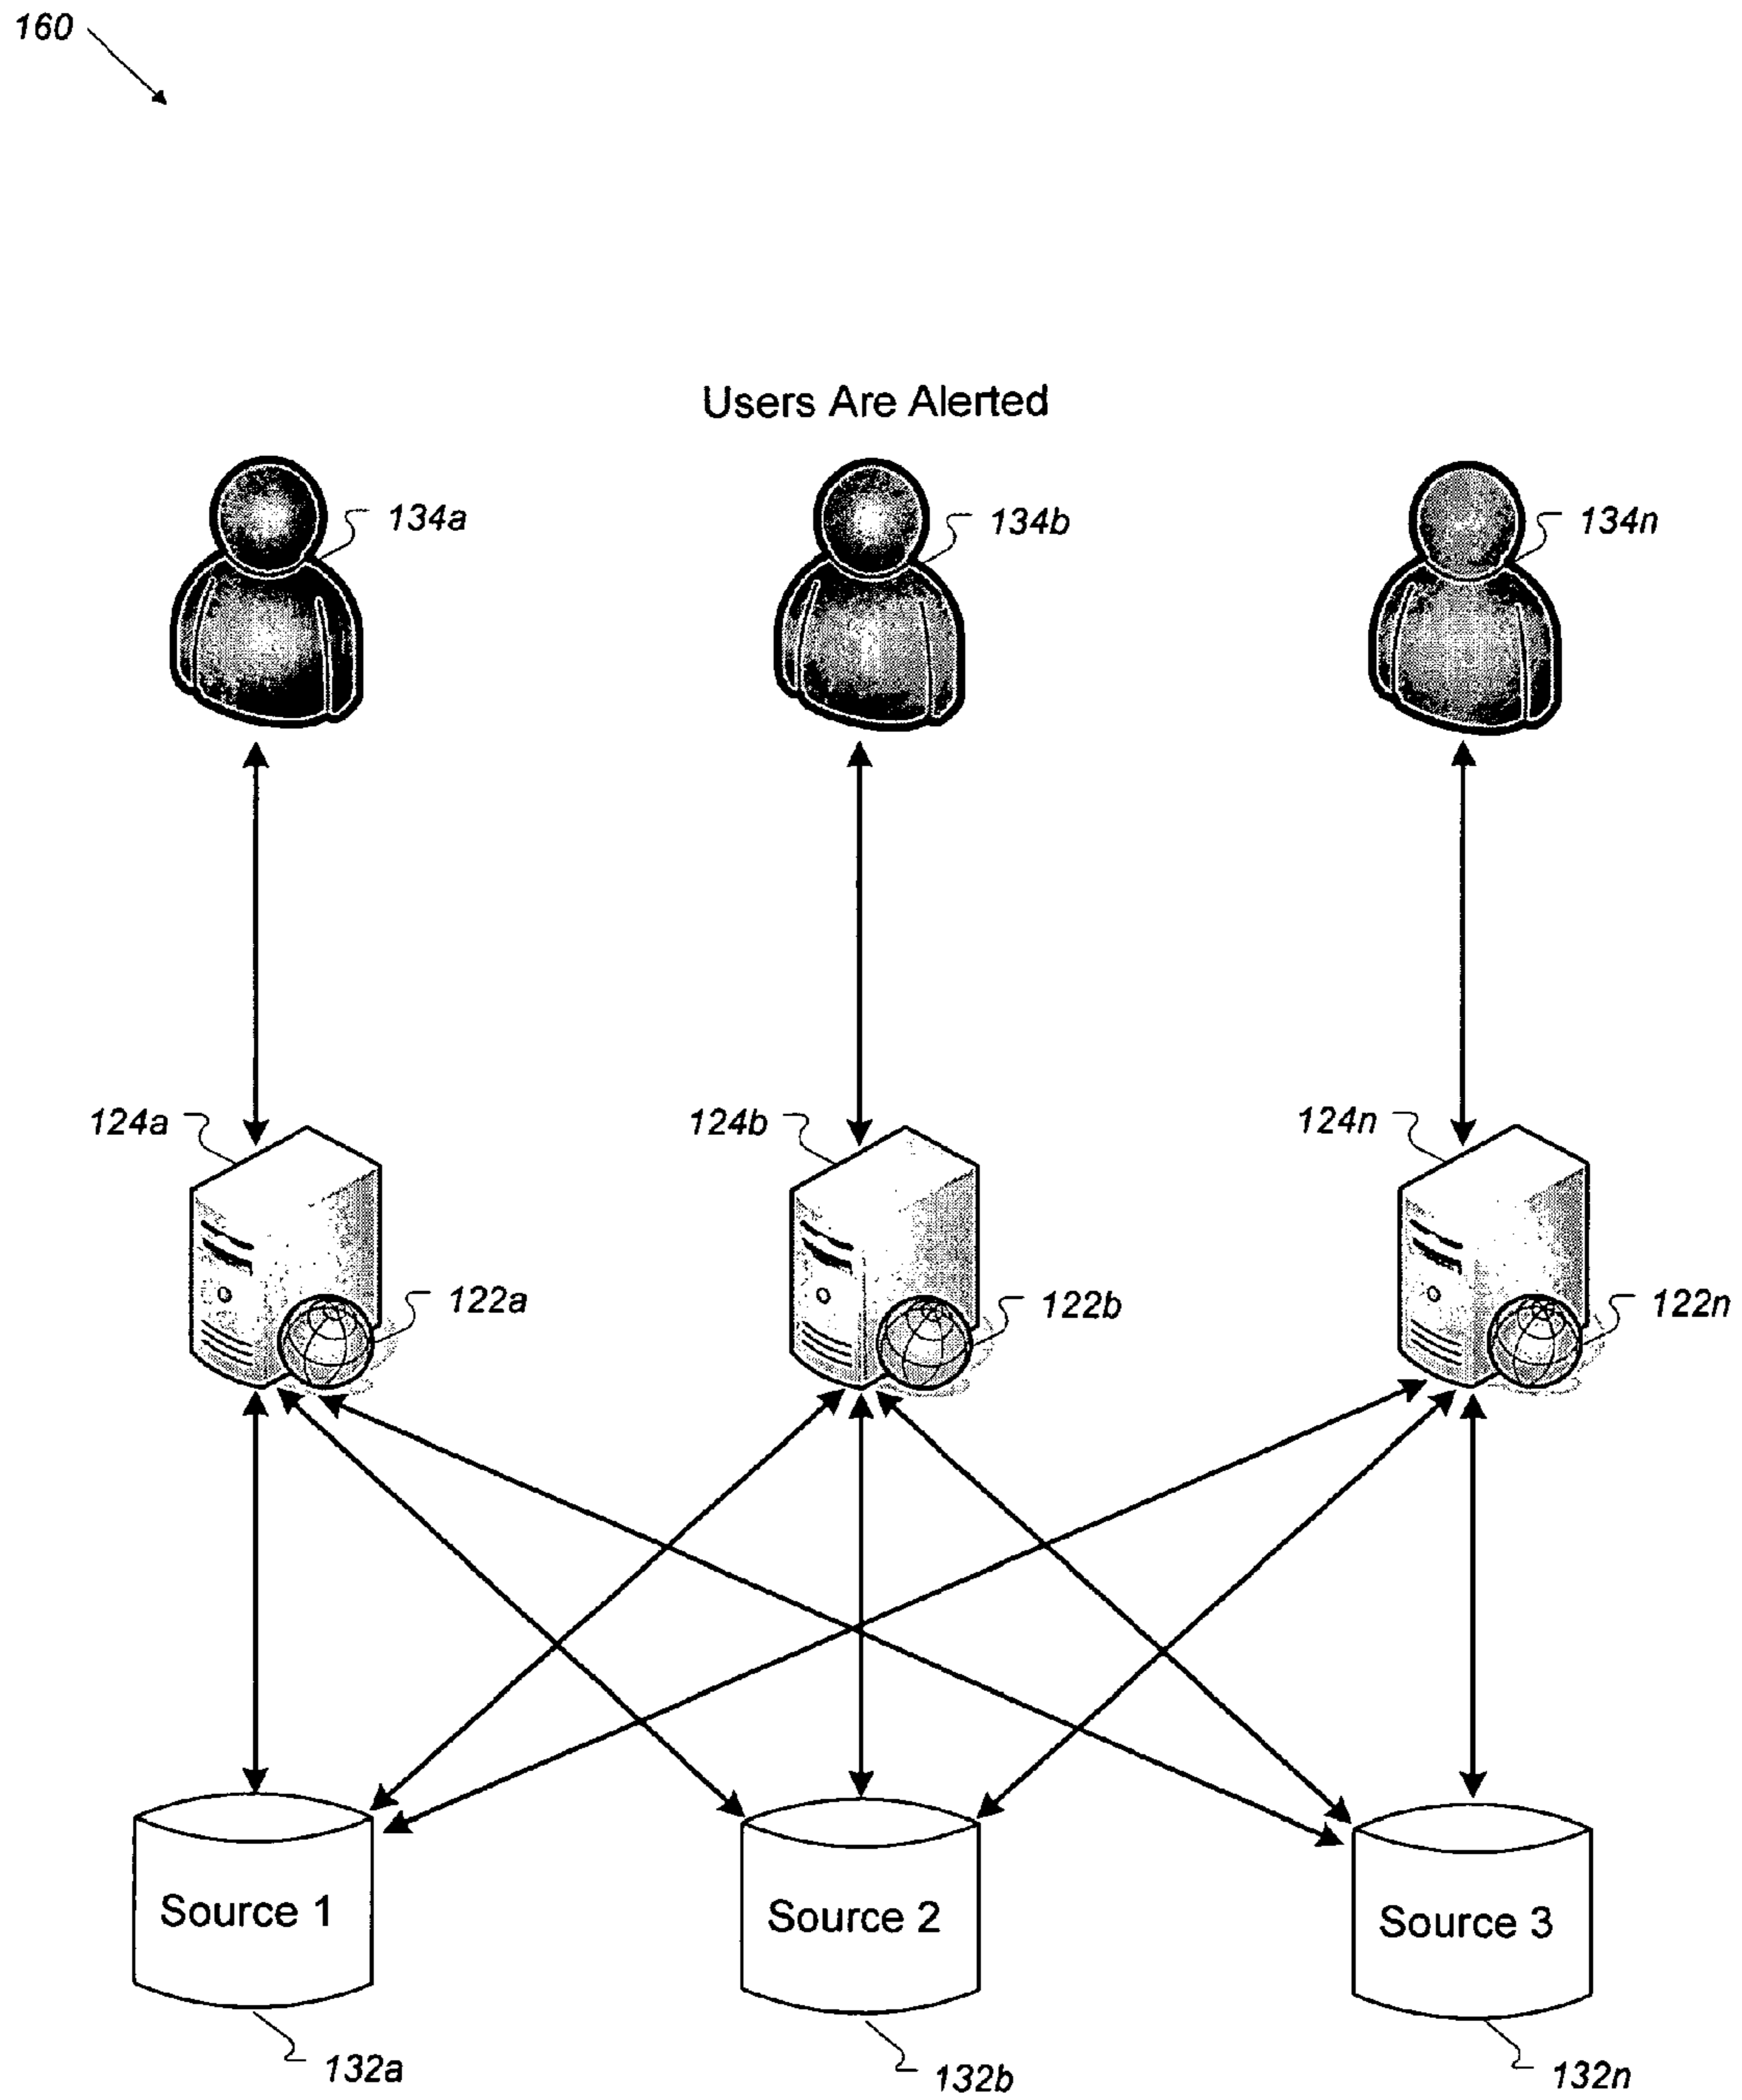 160
Users Are Alerted
134a
134b
134n
124a
124b
124n
122a
122b
122n
Source 1
Source 2
Source 3
132a
132b
132n